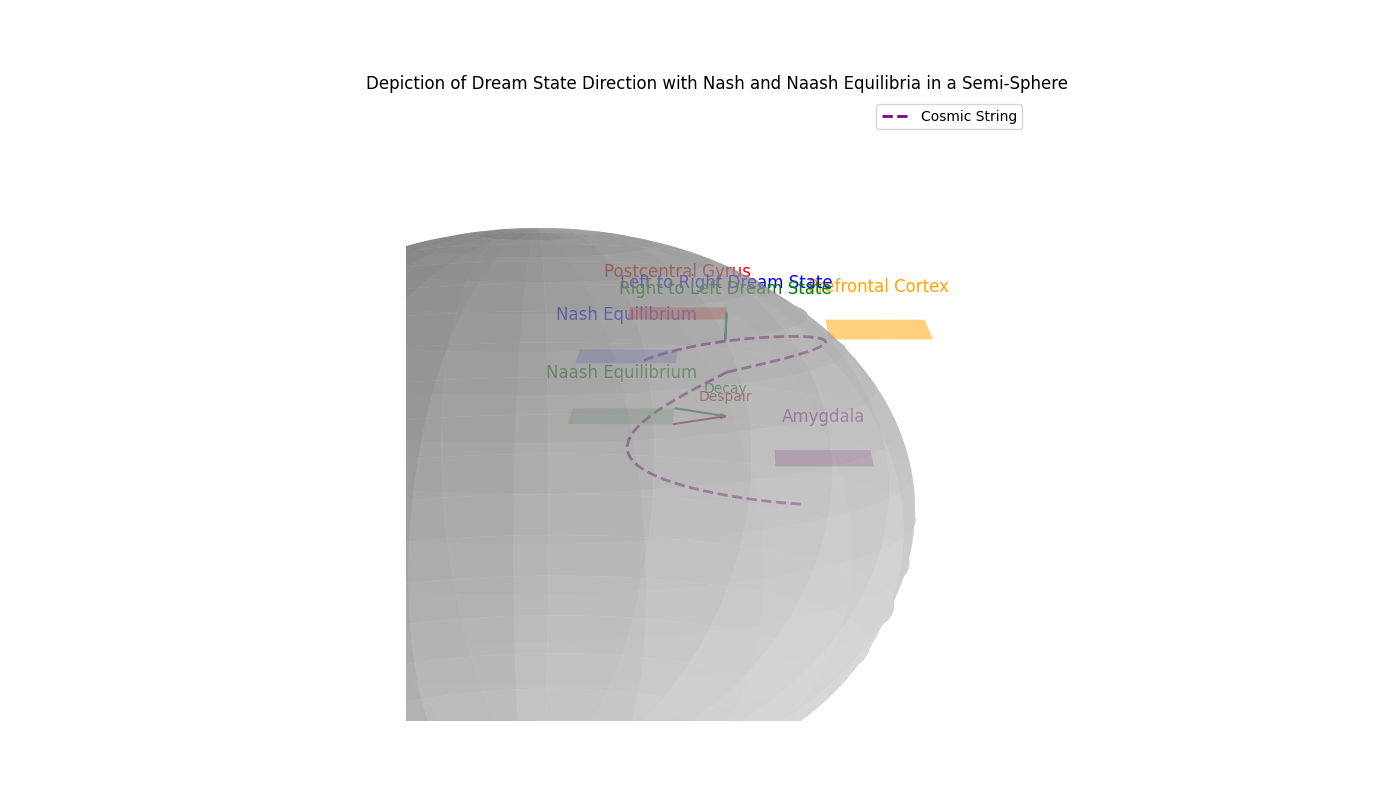 Depiction of Dream State Direction with Nash and Naash Equilibria in a Semi-Sphere
Cosmic String
Postcentral Gyrus
Left to Right Dream State
Right to Left Dream State
Nash Equilibrium
Naash Equilibrium
Decay
Despair
Amygdala
Cortex